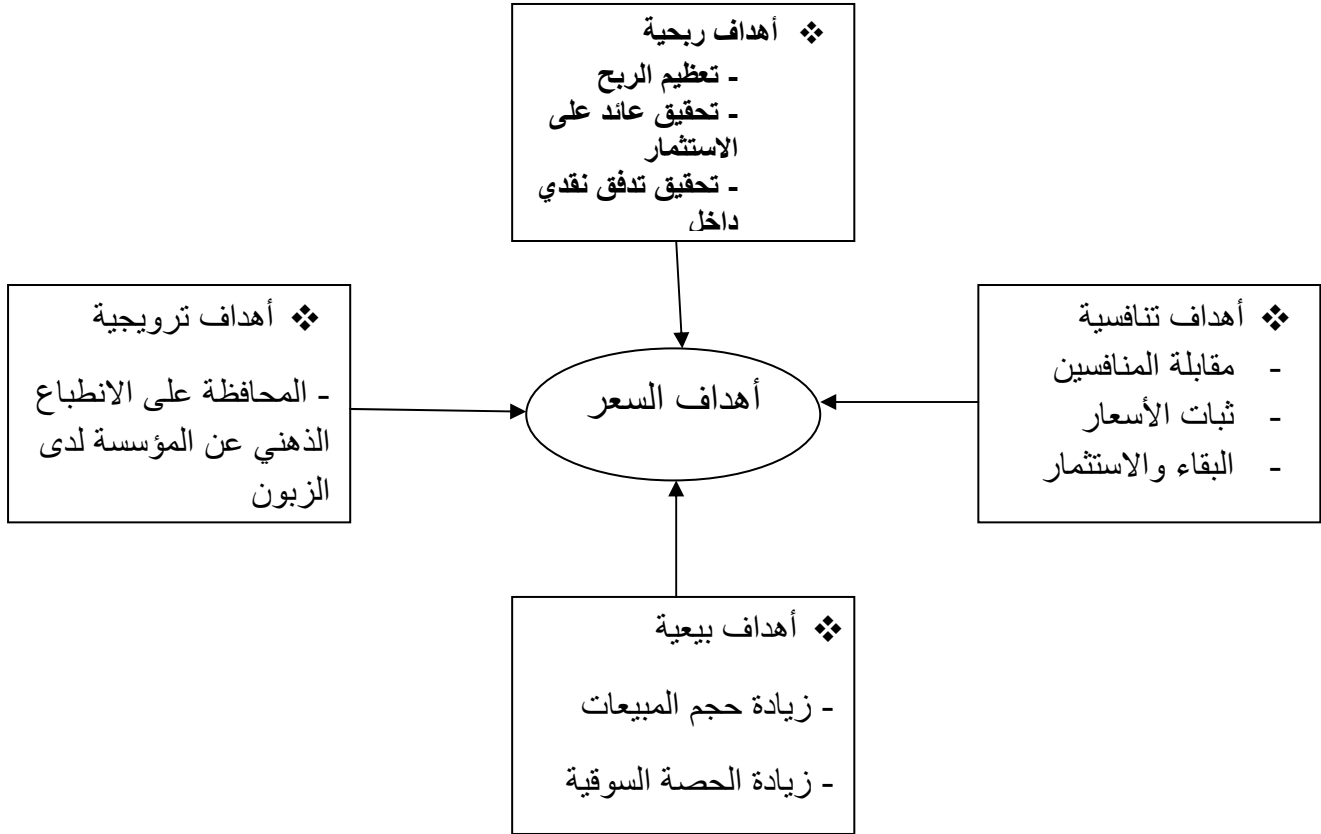 ❖ أهداف ربحية
- تعظيم الربح
- تحقيق عائد على
الاستثمار
- تحقيق تدفق نقدي
داخل
❖ أهداف تنافسية
- مقابلة المنافسين
- ثبات الأسعار
- البقاء والاستثمار
أهداف السعر
❖ أهداف ترويجية
- المحافظة على الانطباع
الذهني عن المؤسسة لدى
الزبون
❖ أهداف بيعية
- زيادة حجم المبيعات
- زيادة الحصة السوقية